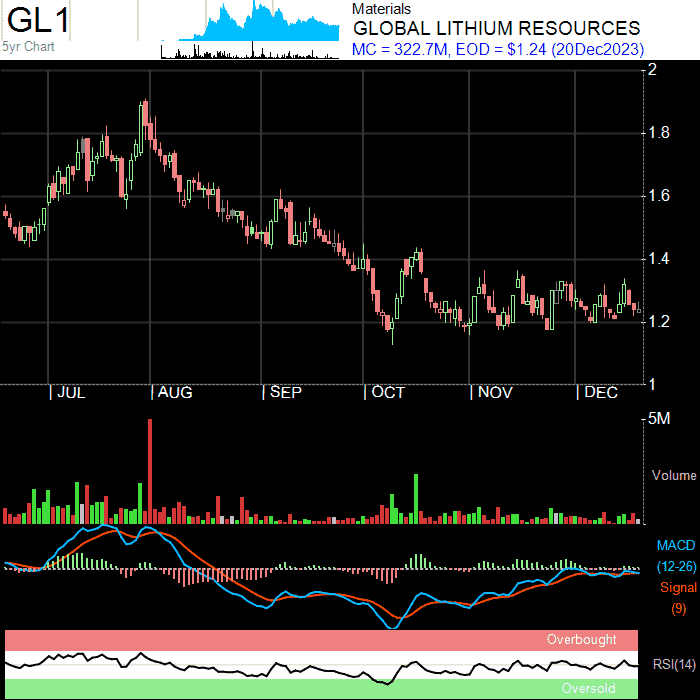 GL1
5yr Chart
Materials
GLOBAL LITHIUM RESOURCES
MC = 322.7M, EOD = $1.24 (20Dec2023)
2
1.8
1.6
1.4
1.2
1
| JUL | AUG | SEP | OCT | NOV | DEC
5M
Volume
MACD
(12-26)
Signal
(9)
Overbought
RSI(14)
Oversold